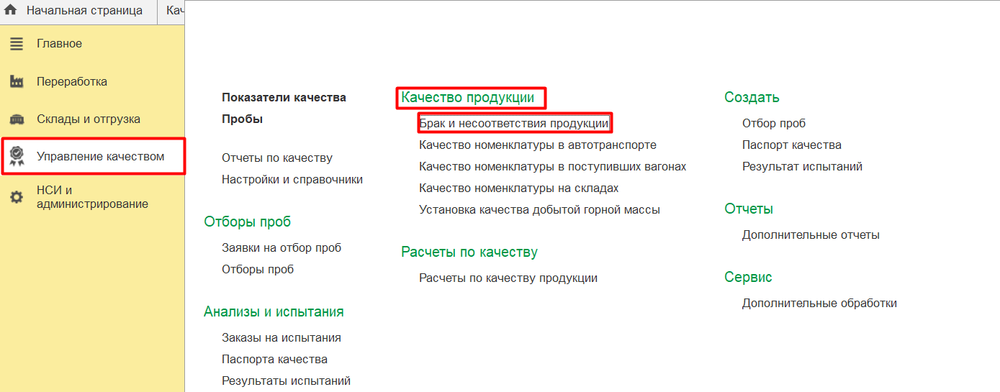 Начальная страница
Кач
Главное
Переработка
Склады и отгрузка
Управление качеством
НСИ и
администрирование
Показатели качества
Пробы
Отчеты по качеству
Настройки и справочники
Отборы проб
Заявки на отбор проб
Отборы проб
Анализы и испытания
Заказы на испытания
Паспорта качества
Результаты испытаний
Качество продукции
Брак и несоответствия продукции
Качество номенклатуры в автотранспорте
Качество номенклатуры в поступивших вагонах
Качество номенклатуры на складах
Установка качества добытой горной массы
Расчеты по качеству
Расчеты по качеству продукции
Создать
Отбор проб
Паспорт качества
Результат испытаний
Отчеты
Дополнительные отчеты
Сервис
Дополнительные обработки